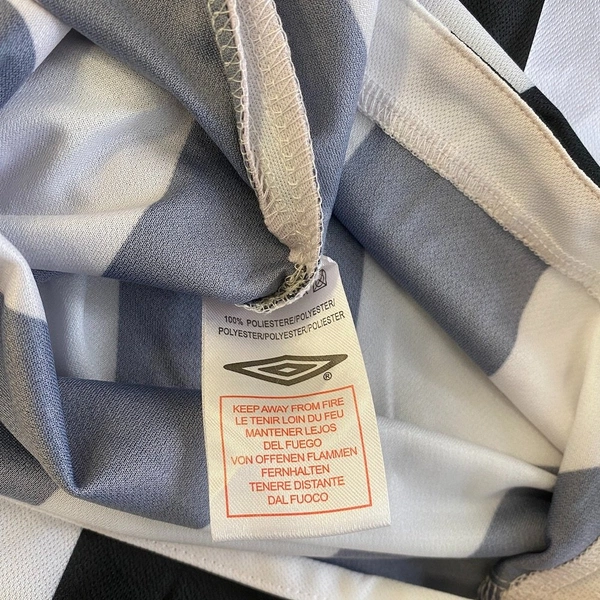 100% POLIESTERE/POLYESTER/
POLYESTER/POLYESTER/POLIESTER
®
KEEP AWAY FROM FIRE
LE TENIR LOIN DU FEU
MANTENER LEJOS
DEL FUEGO
VON OFFENEN FLAMMEN
FERNHALTEN
TENERE DISTANTE
DAL FUOCO